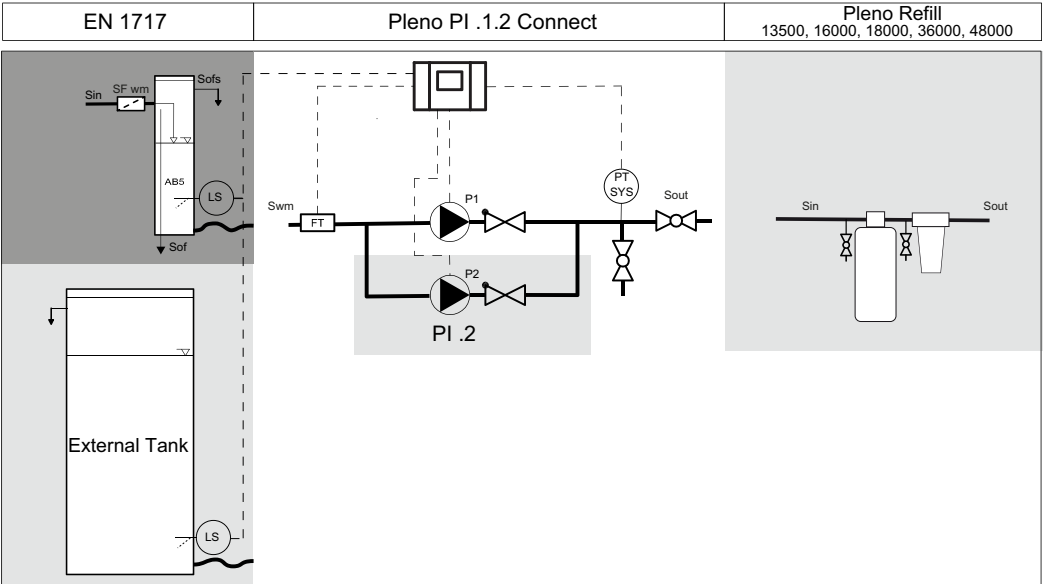 EN 1717
Pleno PI .1.2 Connect
Pleno Refill
13500, 16000, 18000, 36000, 48000
Sin
SF wm
Sofs
AB5
LS
Sof
External Tank
LS
Swm
FT
P1
P2
PI .2
PT
SYS
Sout
Sin
Sout